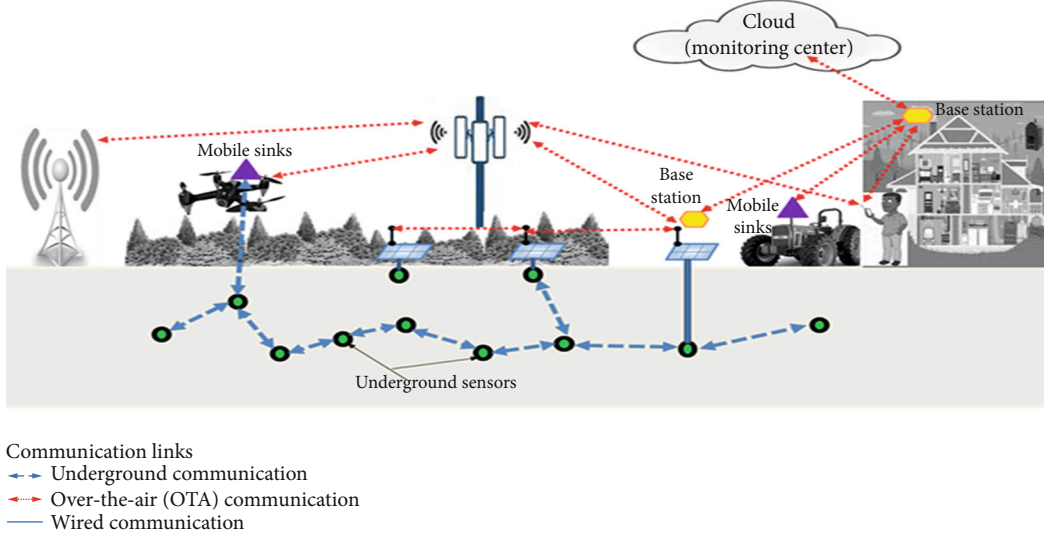 Cloud
(monitoring center)
Base station
Mobile sinks
Base
station
Mobile
sinks
Underground sensors
Communication links
Underground communication
Over-the-air (OTA) communication
Wired communication